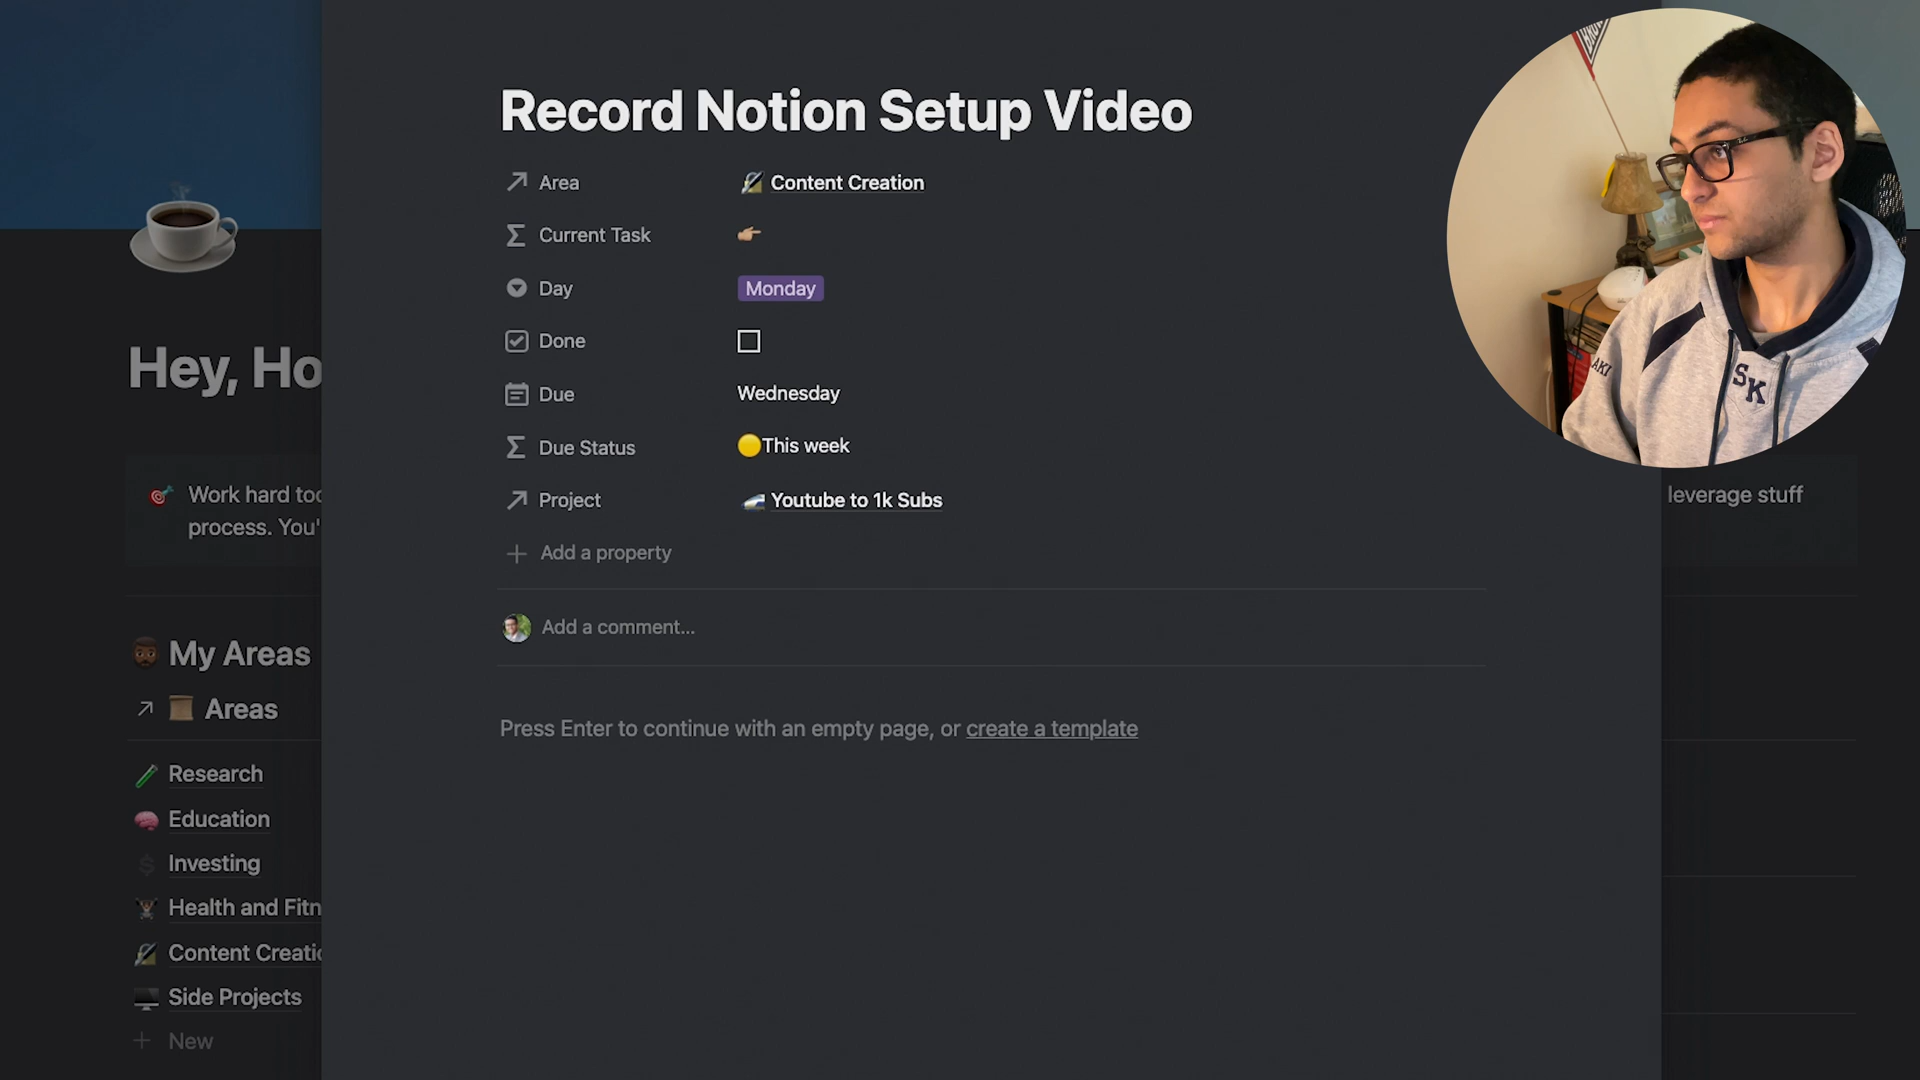 Record Notion Setup Video
Area Content Creation
Current Task
Day Monday
Done
Due Wednesday
Due Status This week
Project Youtube to 1k Subs
Add a property
Add a comment...
Press Enter to continue with an empty page, or create a template
Hey, Ho
Work hard too
process. You'
leverage stuff
My Areas
Areas
Research
Education
Investing
Health and Fitn
Content Creatio
Side Projects
New
AKI
SK